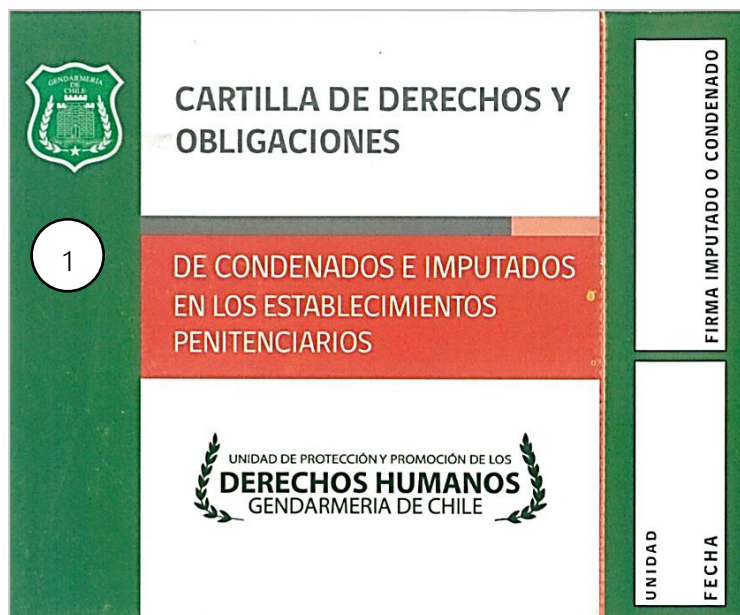 GENDARMERIA
DE
CHILE
CARTILLA DE DERECHOS Y
OBLIGACIONES
1
DE CONDENADOS E IMPUTADOS
EN LOS ESTABLECIMIENTOS
PENITENCIARIOS
UNIDAD DE PROTECCIÓN Y PROMOCIÓN DE LOS
DERECHOS HUMANOS
GENDARMERIA DE CHILE
FIRMA IMPUTADO O CONDENADO
UNIDAD
FECHA